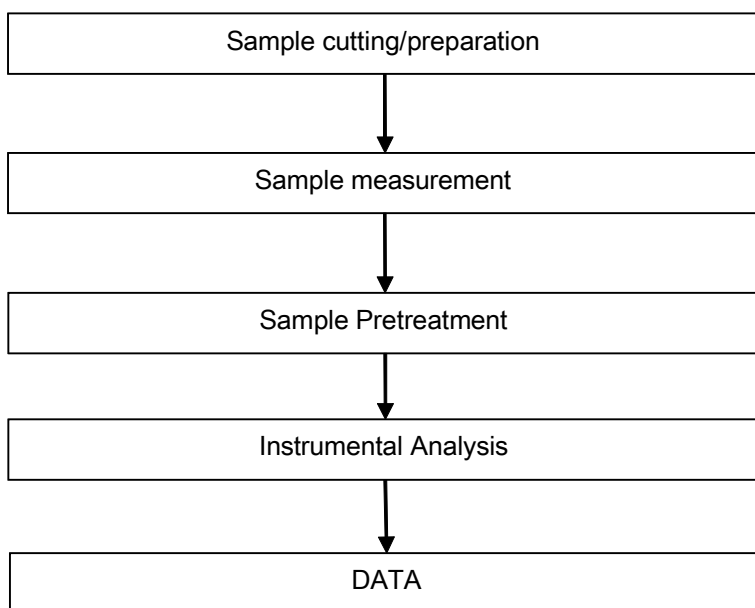 Sample cutting/preparation
Sample measurement
Sample Pretreatment
Instrumental Analysis
DATA